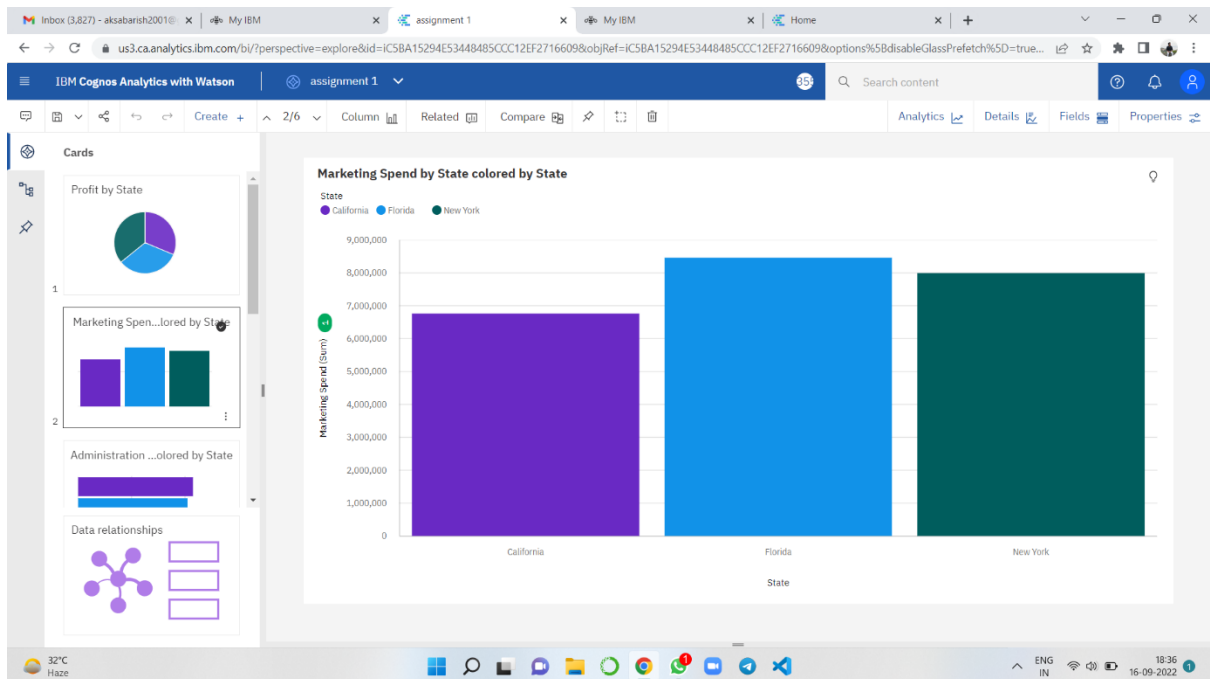 Inbox (3,827) - aksabarish2001@
My IBM
assignment 1
My IBM
Home
us3.ca.analytics.ibm.com/bi/?perspective=explore&id=iC5BA15294E53448485CCC12EF2716609&objRef=iC5BA15294E53448485CCC12EF2716609&options%5BdisableGlassPrefetch%5D=true...
IBM Cognos Analytics with Watson
assignment 1
Search content
Create +
2/6
Column
Related
Compare
Analytics
Details
Fields
Properties
Cards
Profit by State
1
Marketing Spen...lored by State
2
Administration ...olored by State
Data relationships
Marketing Spend by State colored by State
State
California
Florida
New York
9,000,000
8,000,000
7,000,000
6,000,000
5,000,000
4,000,000
3,000,000
2,000,000
1,000,000
0
Marketing Spend (Sum)
California
Florida
New York
State
32°C
Haze
1
ENG
IN
18:36
16-09-2022
1